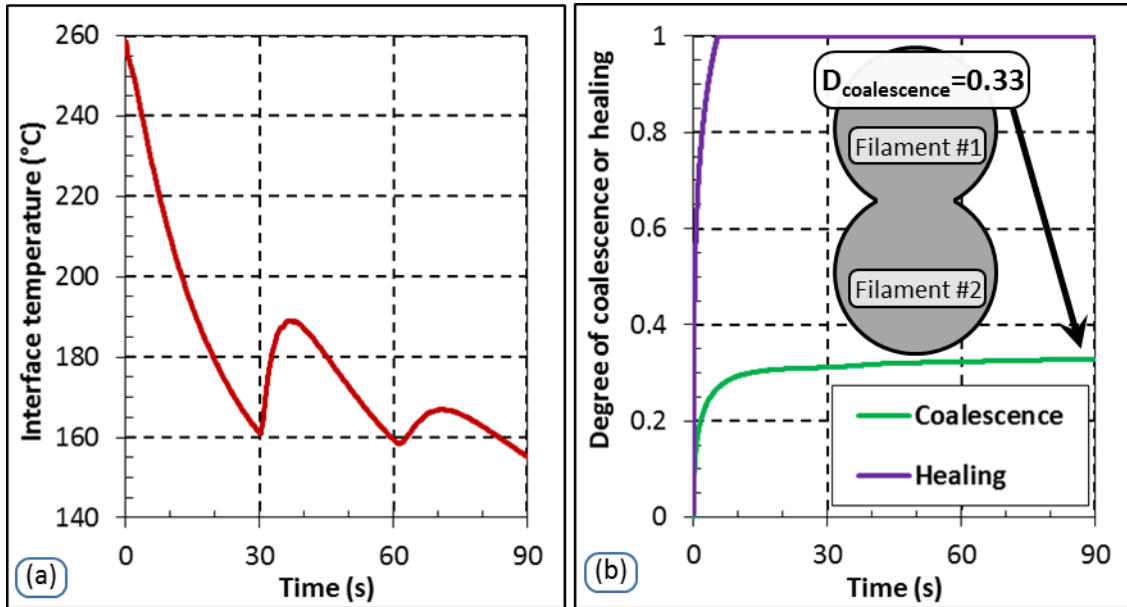 260
240
220
200
180
160
140
0
30
60
90
Interface temperature (°C)
Time (s)
(a)
1
0.8
0.6
0.4
0.2
0
0
30
60
90
Degree of coalescence or healing
Time (s)
Dcoalescence=0.33
Filament #1
Filament #2
Coalescence
Healing
(b)